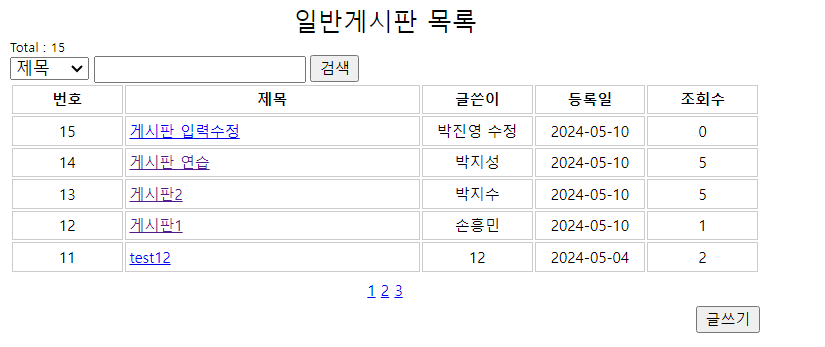 일반게시판 목록
Total : 15
제목 검색
번호 제목 글쓴이 등록일 조회수
15 게시판 입력수정 박진영 수정 2024-05-10 0
14 게시판 연습 박지성 2024-05-10 5
13 게시판2 박지수 2024-05-10 5
12 게시판1 손흥민 2024-05-10 1
11 test12 12 2024-05-04 2
1 2 3
글쓰기